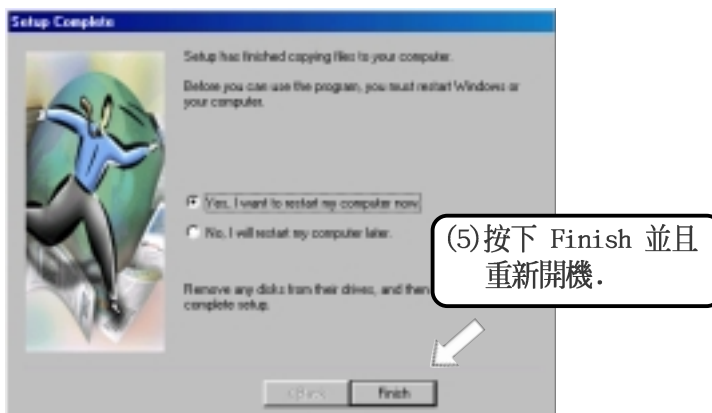 Setup Complete
Setup has finished copying files to your computer.
Before you can use the program, you must restart Windows or
your computer.
Yes, I want to restart my computer now.
No, I will restart my computer later.
(5)按下 Finish 並且
重新開機.
Remove any disks from their drives, and then
complete setup.
< Back
Finish